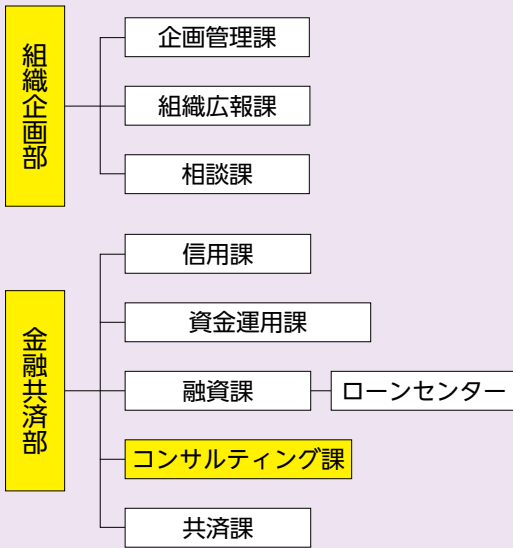 組織企画部
企画管理課
組織広報課
相談課
金融共済部
信用課
資金運用課
融資課
ローンセンター
コンサルティング課
共済課